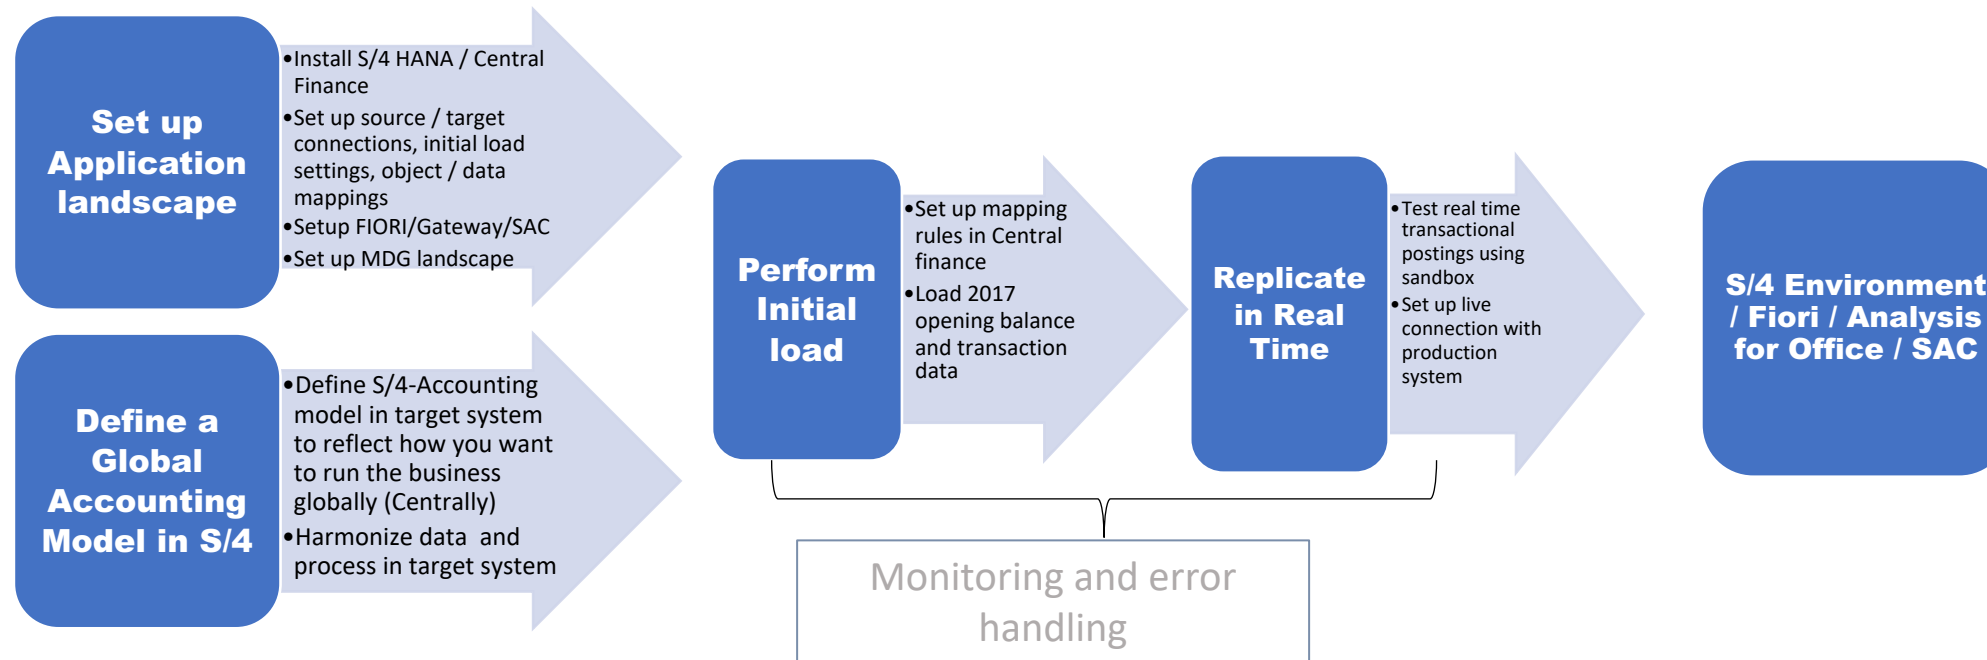 Set up
Application
landscape
•Install S/4 HANA / Central
Finance
•Set up source / target
connections, initial load
settings, object / data
mappings
•Setup FIORI/Gateway/SAC
•Set up MDG landscape
Define a
Global
Accounting
Model in S/4
•Define S/4-Accounting
model in target system
to reflect how you want
to run the business
globally (Centrally)
•Harmonize data and
process in target system
Perform
Initial
load
•Set up mapping
rules in Central
finance
•Load 2017
opening balance
and transaction
data
Replicate
in Real
Time
•Test real time
transactional
postings using
sandbox
•Set up live
connection with
production
system
S/4 Environment
/ Fiori / Analysis
for Office / SAC
Monitoring and error
handling